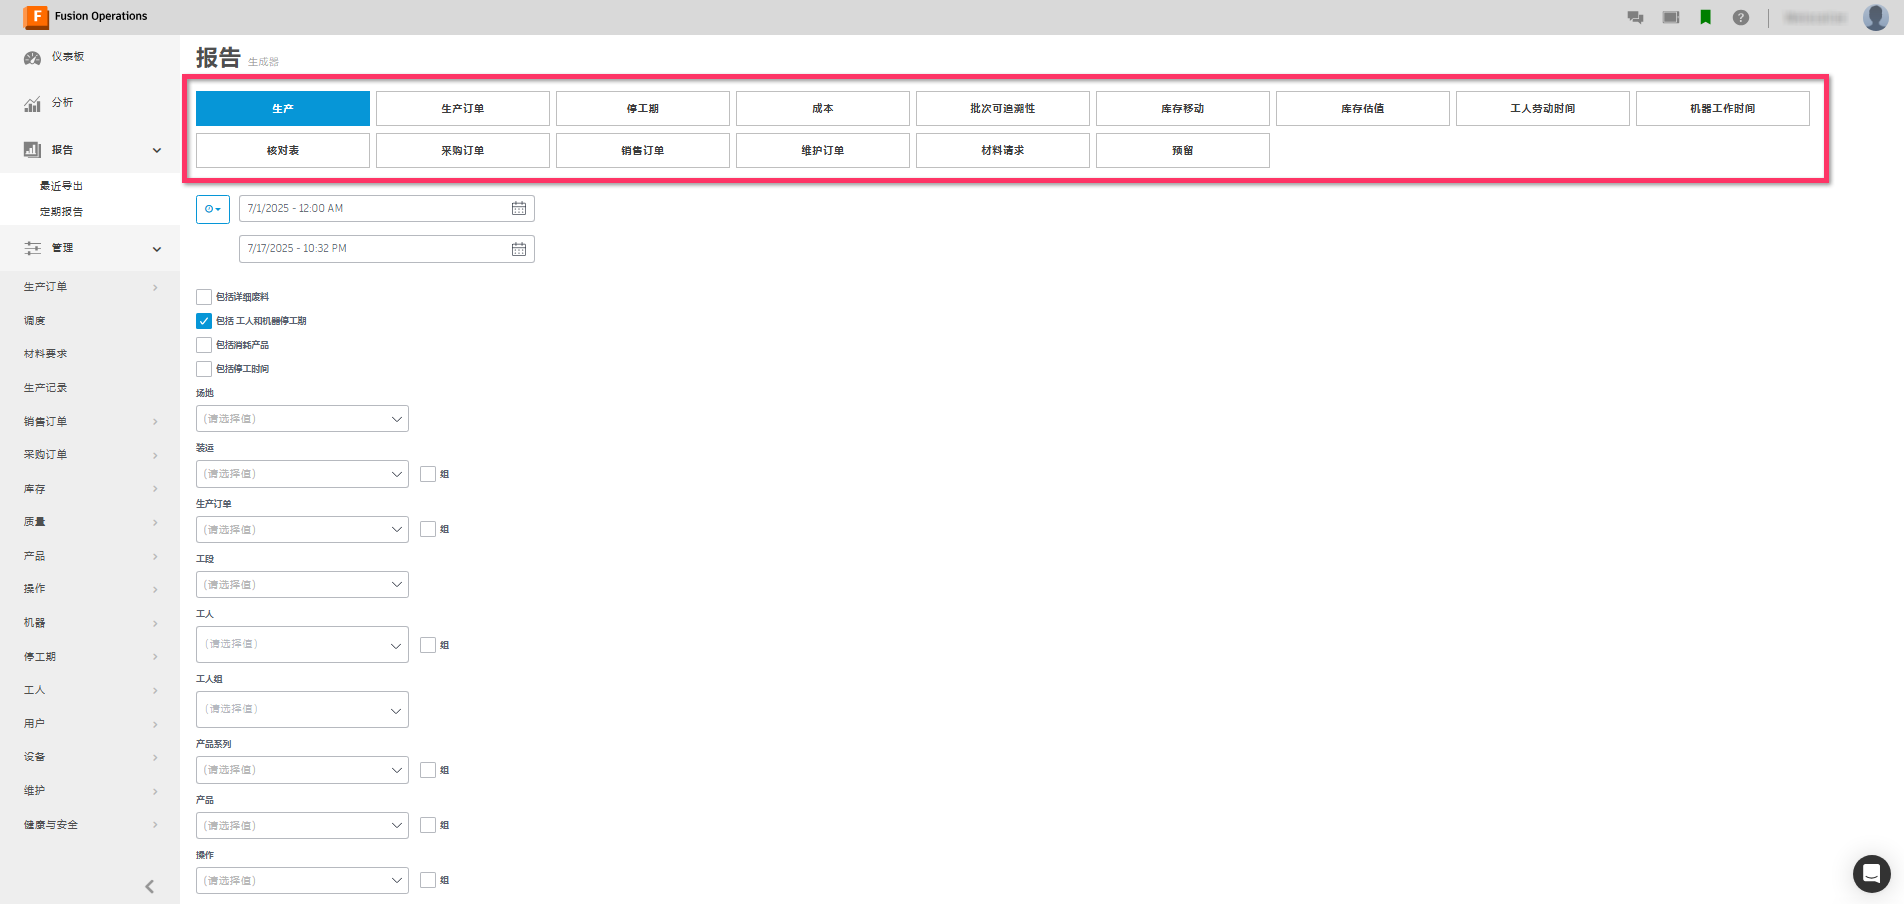 Fusion Operations
仪表板
分析
报告
最近导出
定期报告
管理
生产订单
调度
材料要求
生产记录
销售订单
采购订单
库存
质量
产品
操作
机器
停工期
工人
用户
设备
维护
健康与安全
报告 生成器
生产 生产订单 停工期 成本 批次可追溯性 库存移动 库存估值 工人劳动时间 机器工作时间
核对表 采购订单 销售订单 维护订单 材料请求 预留
7/1/2025 - 12:00 AM
7/17/2025 - 10:32 PM
包括详细废料
包括 工人和机器停工期
包括消耗产品
包括停工时间
场地
(请选择值)
装运
(请选择值) 组
生产订单
(请选择值) 组
工段
(请选择值)
工人
(请选择值) 组
工人组
(请选择值)
产品系列
(请选择值) 组
产品
(请选择值) 组
操作
(请选择值) 组